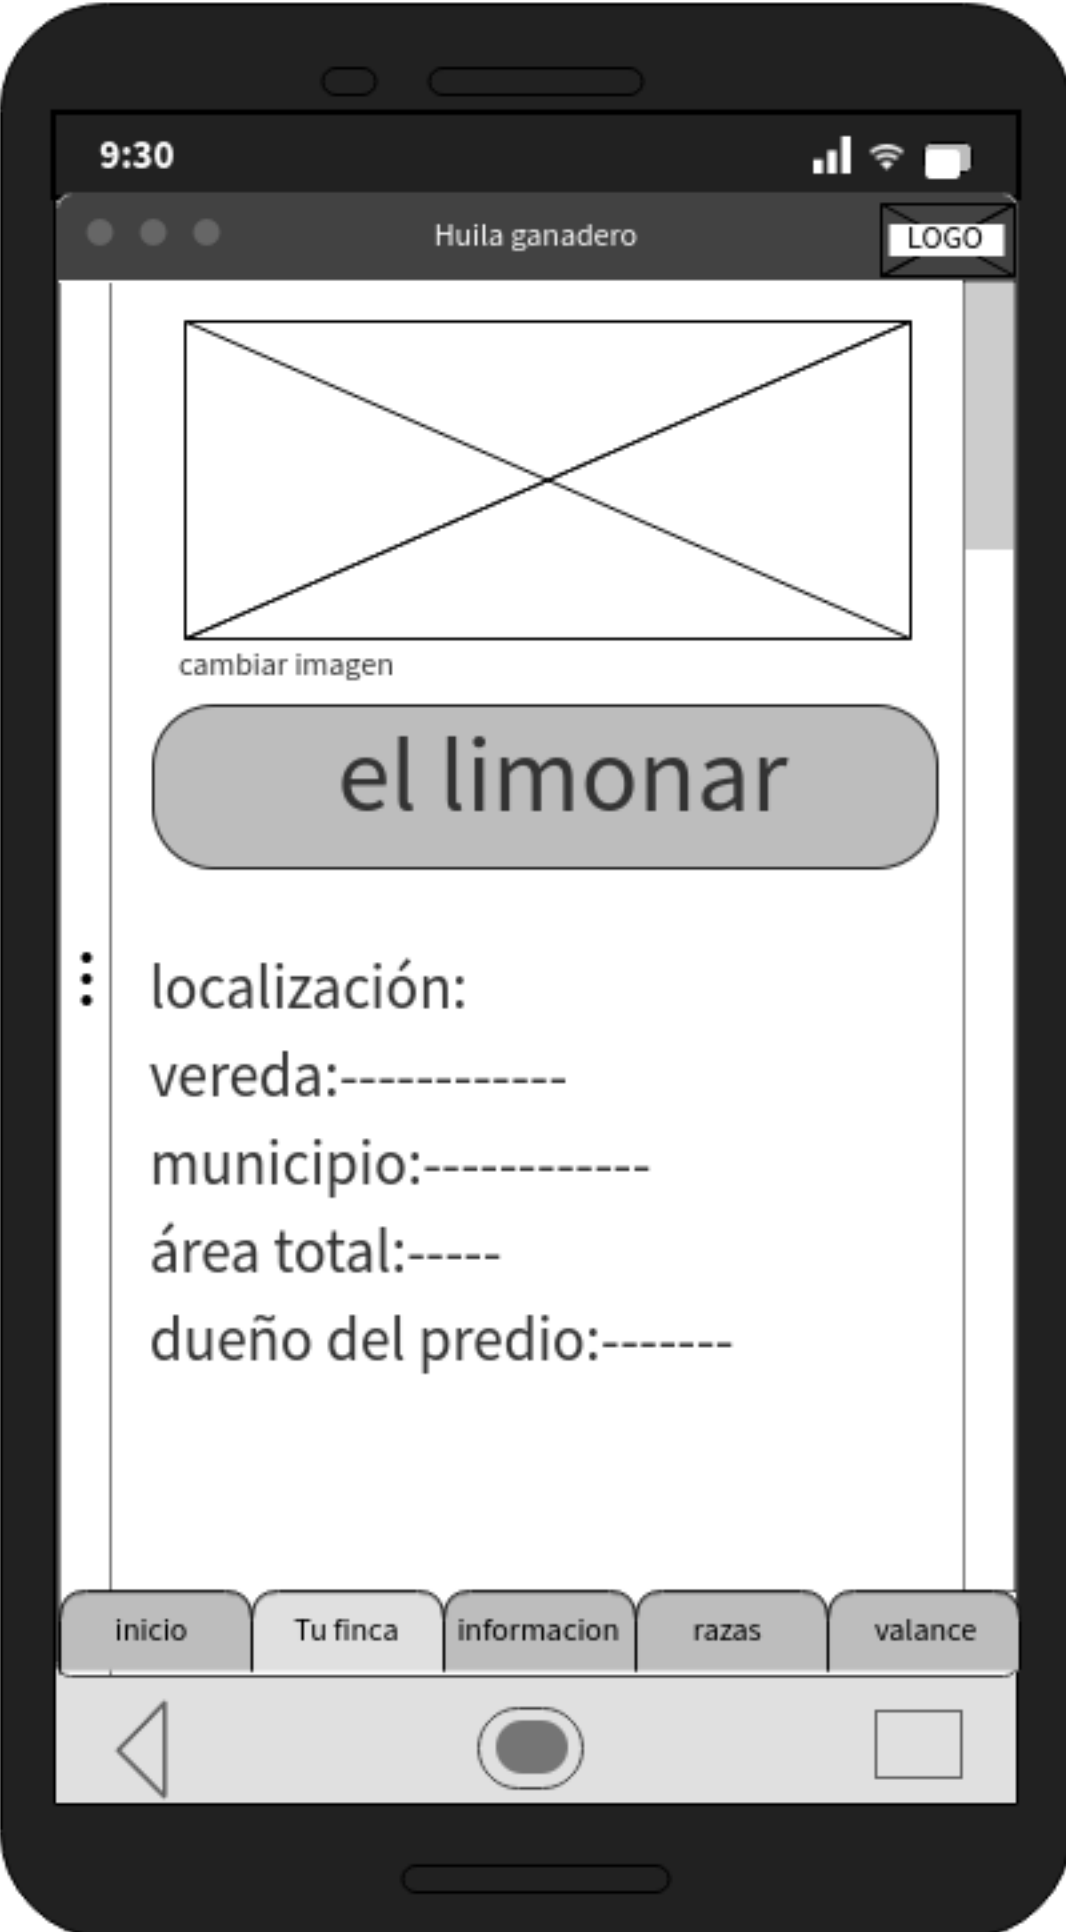 9:30
Huila ganadero
LOGO
cambiar imagen
el limonar
localización:
vereda:------------
municipio:------------
área total:-----
dueño del predio:-------
inicio
Tu finca
informacion
razas
valance